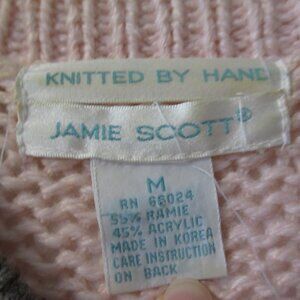 KNITTED BY HAND
JAMIE SCOTT®
M
RN 66024
55% RAMIE
45% ACRYLIC
MADE IN KOREA
CARE INSTRUCTION
ON BACK